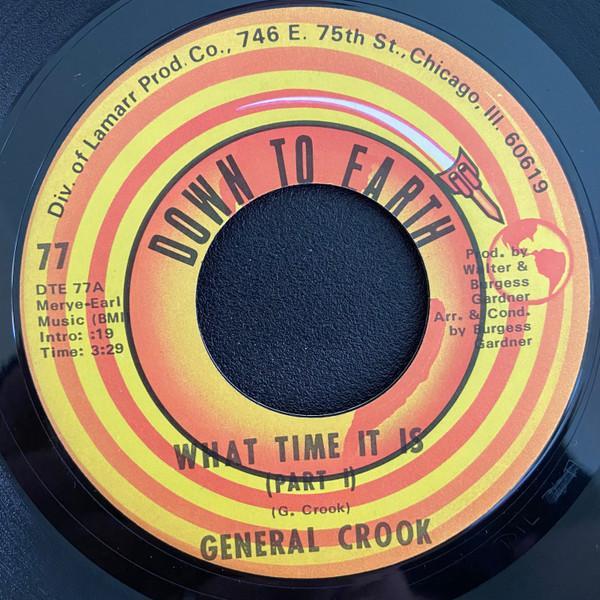 Div. of Lamarr Prod. Co., 746 E. 75th St., Chicago, Ill. 60619
DOWN TO EARTH
77
DTE 77A
Merye-Earl
Music (BMI
Intro: :19
Time: 3:29
Prod. by
Walter &
Burgess
Gardner
Arr. & Cond.
by Burgess
Gardner
WHAT TIME IT IS
(PART I)
(G. Crook)
GENERAL CROOK